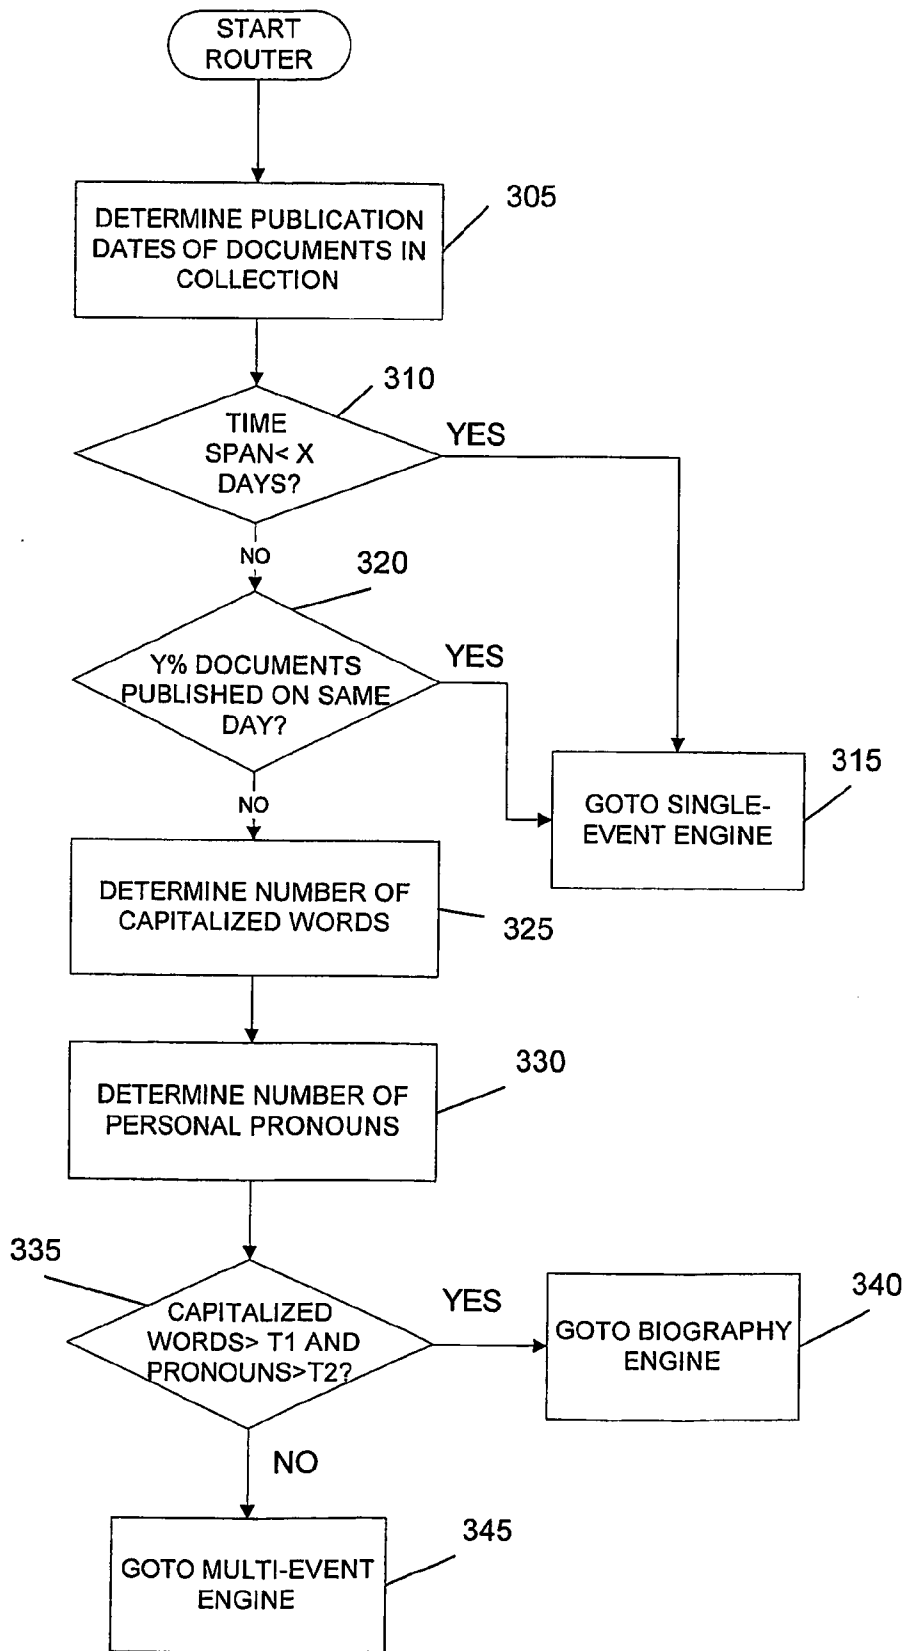 START
ROUTER
305
DETERMINE PUBLICATION
DATES OF DOCUMENTS IN
COLLECTION
310
TIME
SPAN< X
DAYS?
YES
NO
320
Y% DOCUMENTS
PUBLISHED ON SAME
DAY?
YES
315
GOTO SINGLE-
EVENT ENGINE
NO
DETERMINE NUMBER OF
CAPITALIZED WORDS
325
330
DETERMINE NUMBER OF
PERSONAL PRONOUNS
335
CAPITALIZED
WORDS> T1 AND
PRONOUNS>T2?
YES
340
GOTO BIOGRAPHY
ENGINE
NO
345
GOTO MULTI-EVENT
ENGINE